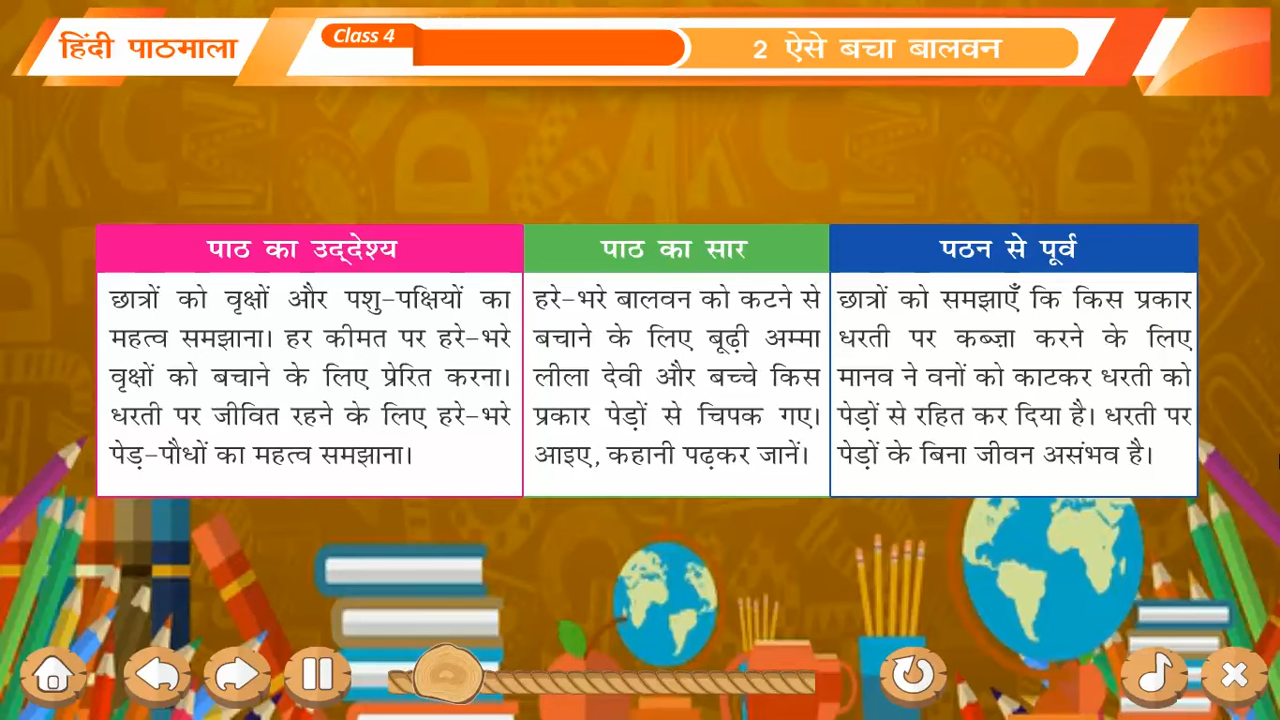 हिंदी पाठमाला
Class 4
2 ऐसे बचा बालवन
पाठ का उद्‌देश्य
छात्रों को वृक्षों और पशु-पक्षियों का
महत्व समझाना। हर कीमत पर हरे-भरे
वृक्षों को बचाने के लिए प्रेरित करना।
धरती पर जीवित रहने के लिए हरे-भरे
पेड़-पौधों का महत्व समझाना।
पाठ का सार
हरे-भरे बालवन को कटने से
बचाने के लिए बूढ़ी अम्मा
लीला देवी और बच्चे किस
प्रकार पेड़ों से चिपक गए।
आइए, कहानी पढ़कर जानें।
पठन से पूर्व
छात्रों को समझाएँ कि किस प्रकार
धरती पर कब्ज़ा करने के लिए
मानव ने वनों को काटकर धरती को
पेड़ों से रहित कर दिया है। धरती पर
पेड़ों के बिना जीवन असंभव है।